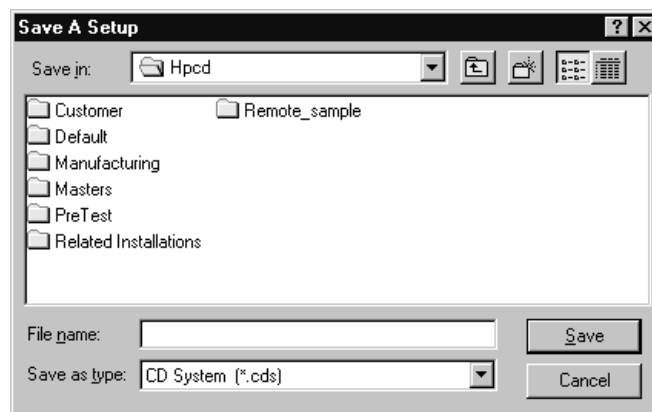 Save A Setup
Save in: Hpcd
Customer Remote_sample
Default
Manufacturing
Masters
PreTest
Related Installations
File name: Save
Save as type: CD System (*.cds) Cancel